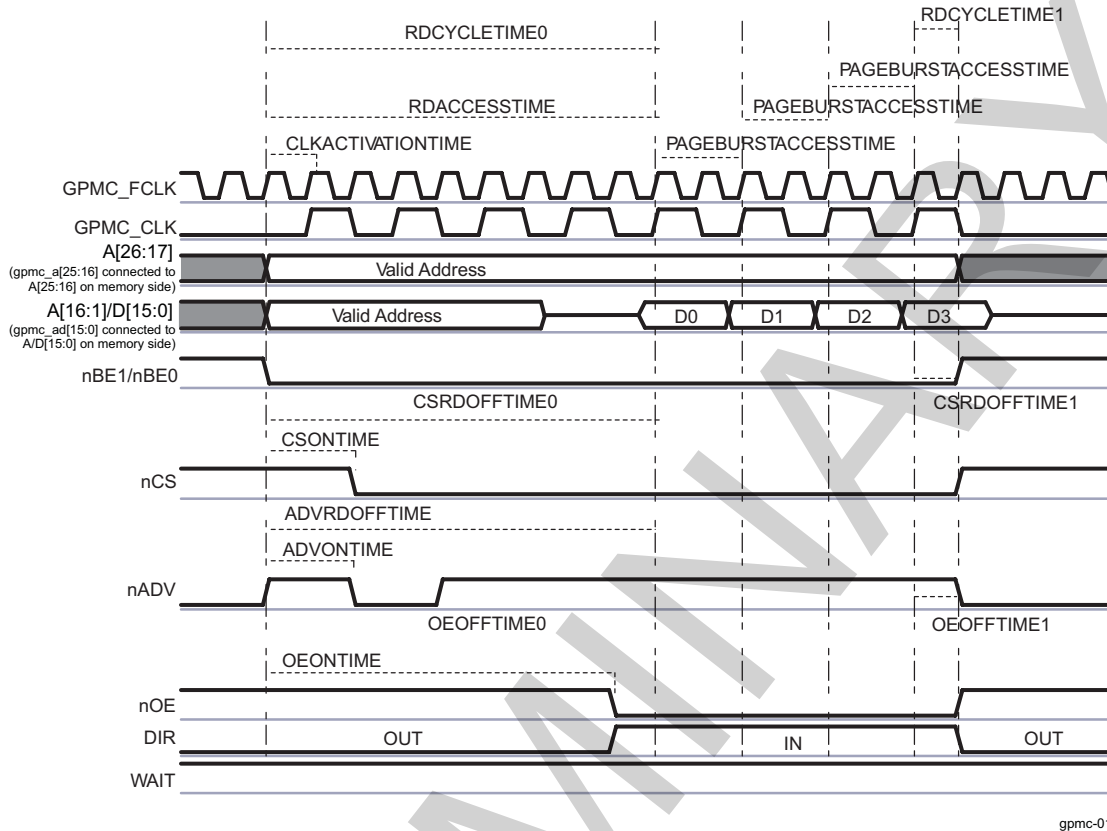 RDCYCLETIME1
RDCYCLETIME0
PAGEBURSTACCESSTIME
RDACCESSTIME
PAGEBURSTACCESSTIME
CLKACTIVATIONTIME
PAGEBURSTACCESSTIME
GPMC_FCLK
GPMC_CLK
A[26:17]
(gpmc_a[25:16] connected to
A[25:16] on memory side)
Valid Address
A[16:1]/D[15:0]
(gpmc_ad[15:0] connected to
A/D[15:0] on memory side)
Valid Address
D0
D1
D2
D3
nBE1/nBE0
CSRDOFFTIME0
CSRDOFFTIME1
CSONTIME
nCS
ADVRDOFFTIME
ADVONTIME
nADV
OEOFFTIME0
OEOFFTIME1
OEONTIME
nOE
DIR
OUT
IN
OUT
WAIT
gpmc-01